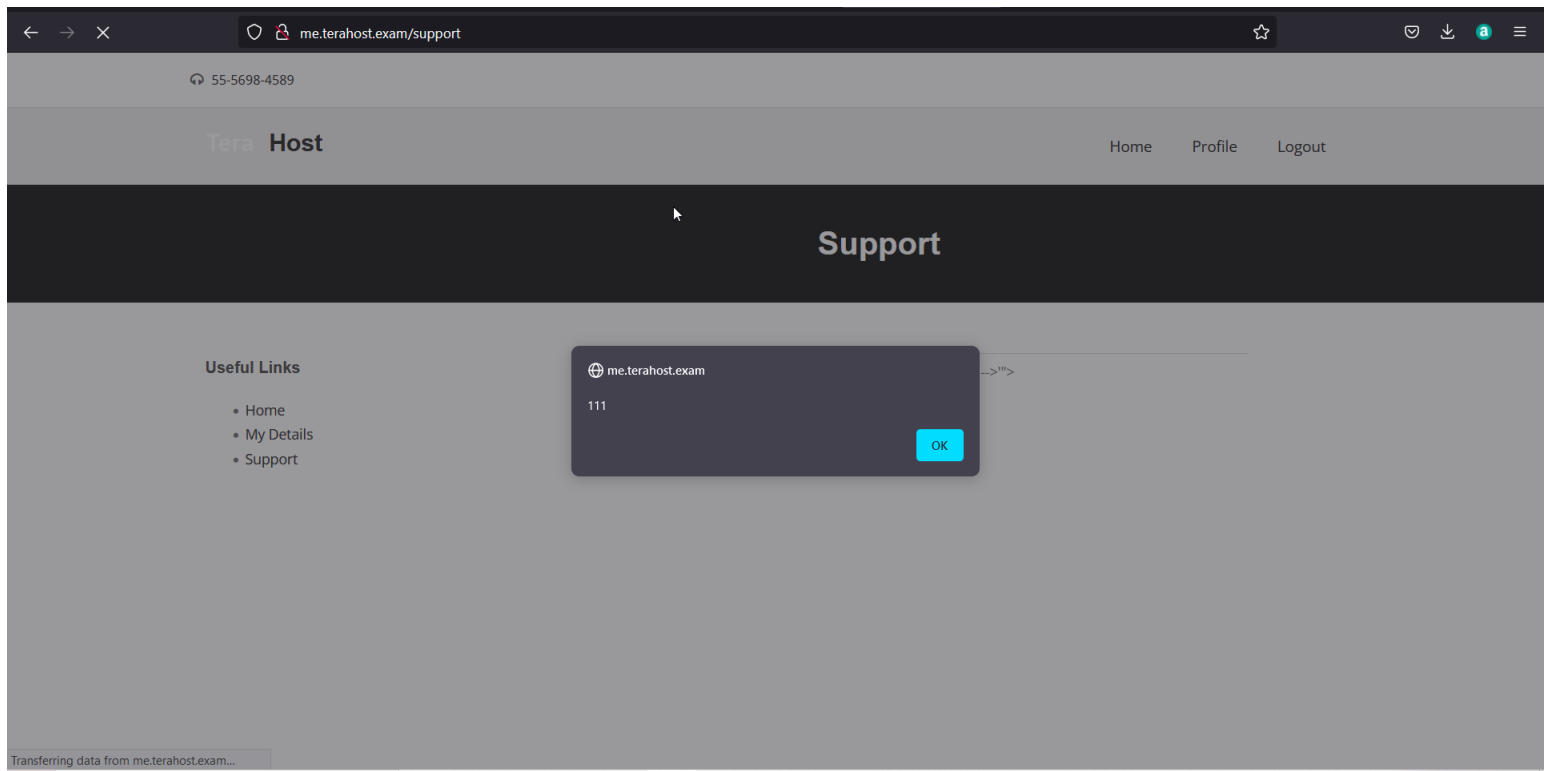 me.terahost.exam/support
55-5698-4589
Tera Host
Home Profile Logout
Support
Useful Links
Home
My Details
Support
me.terahost.exam
111
OK
-->'">
Transferring data from me.terahost.exam...